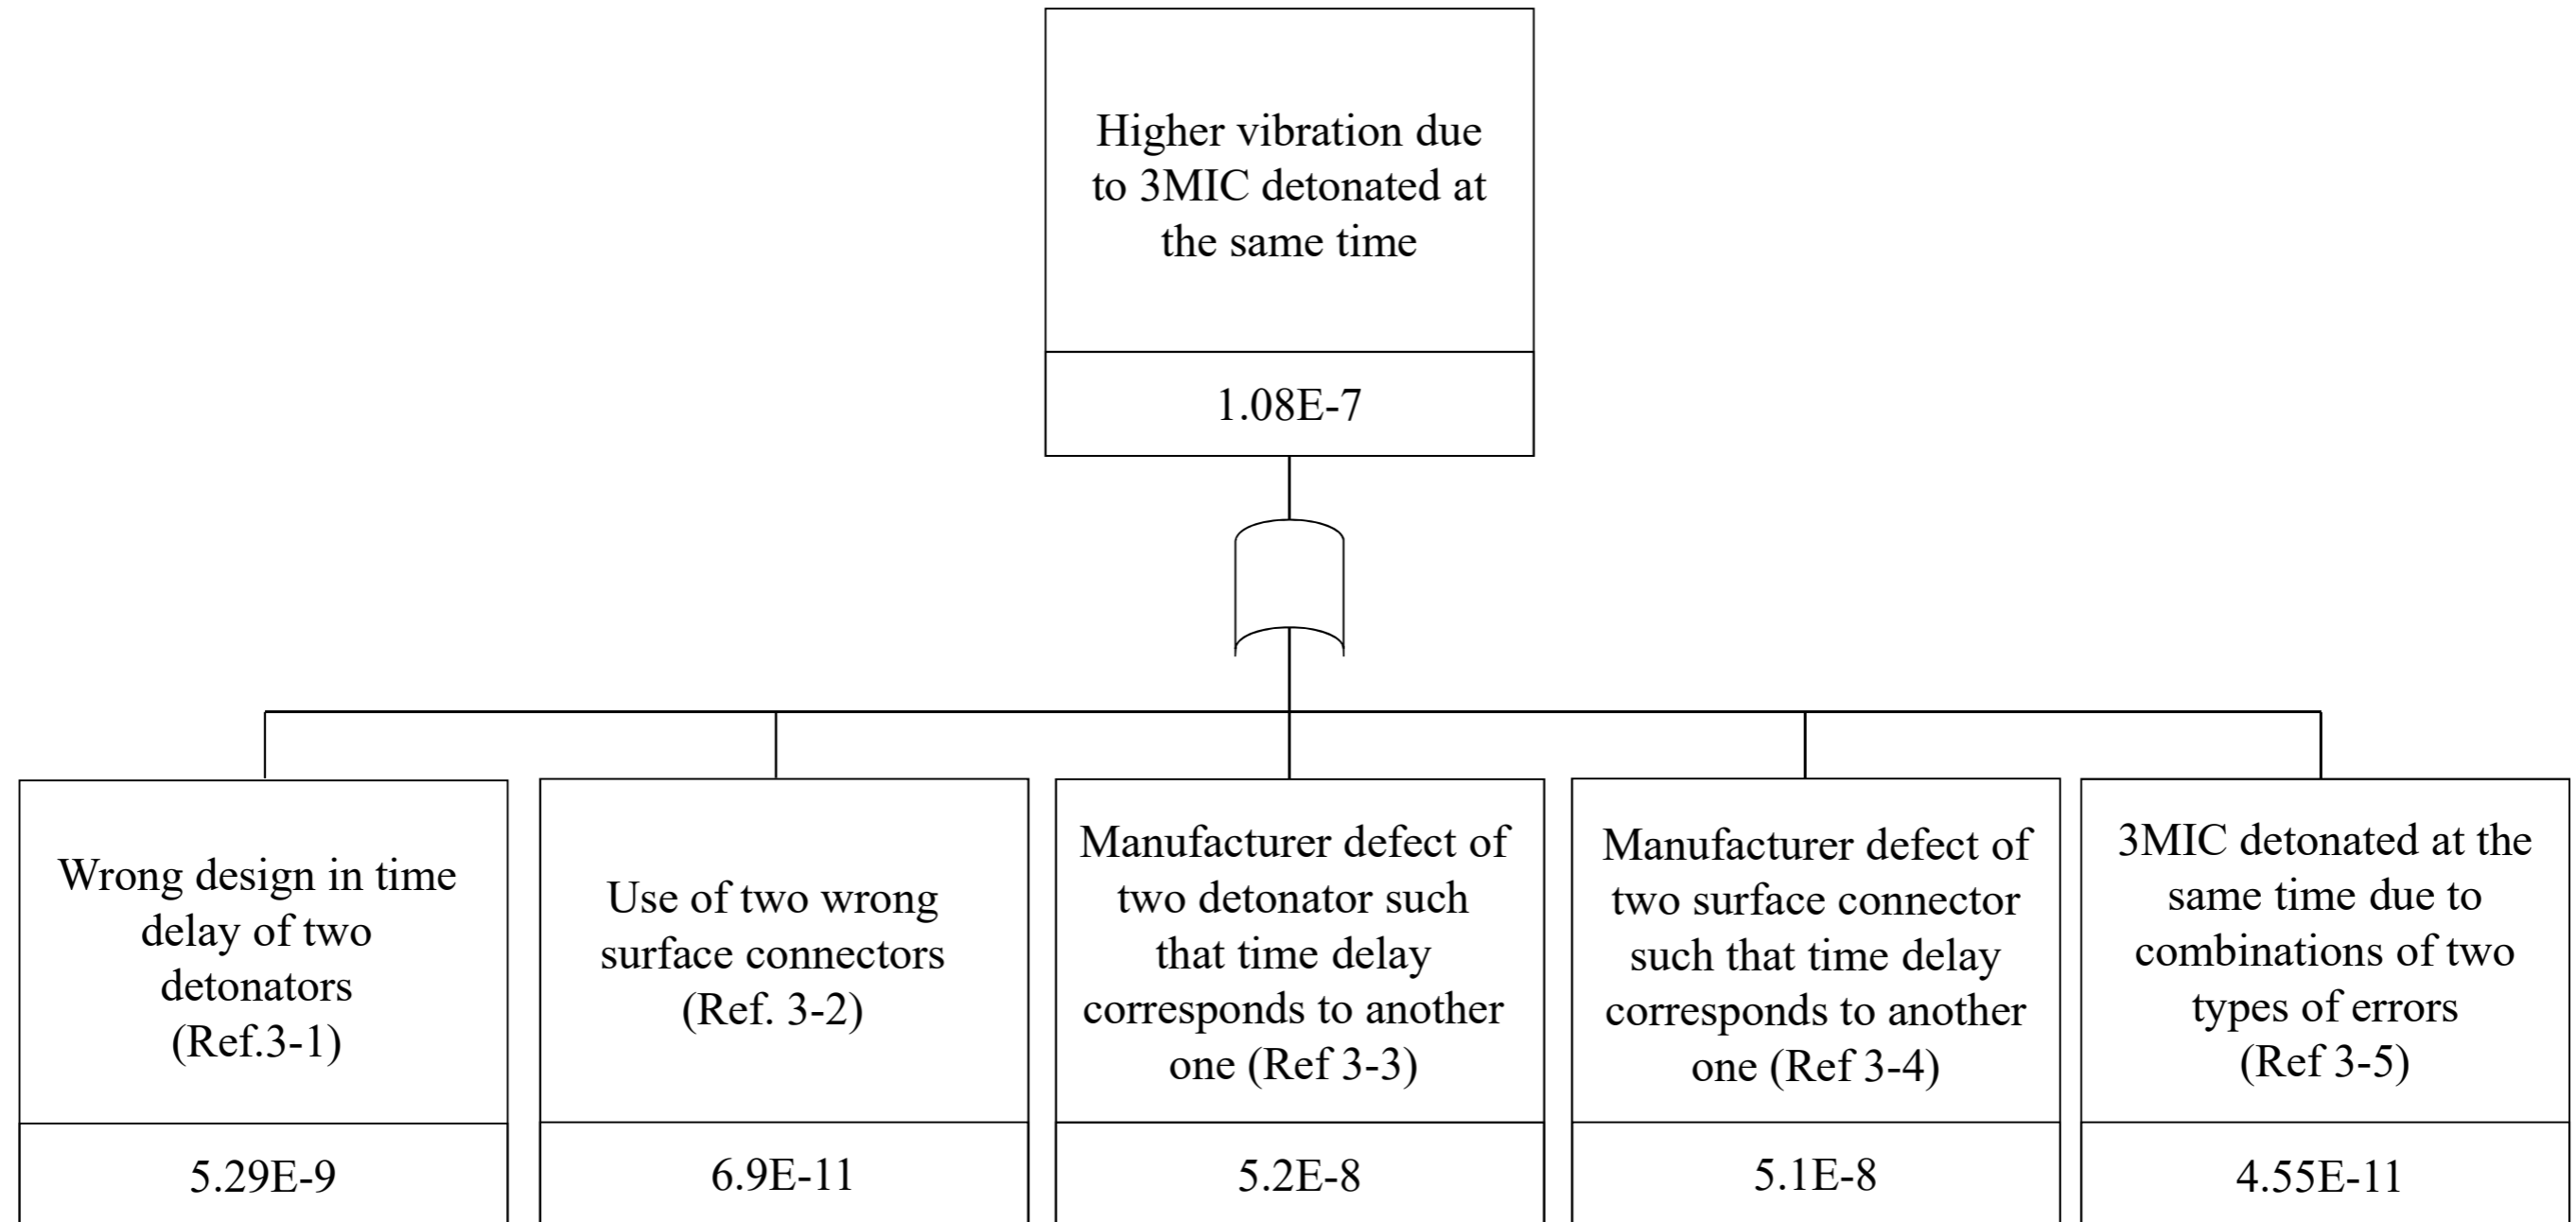 Higher vibration due
to 3MIC detonated at
the same time
1.08E-7
Wrong design in time
delay of two
detonators
(Ref.3-1)
5.29E-9
Use of two wrong
surface connectors
(Ref. 3-2)
6.9E-11
Manufacturer defect of
two detonator such
that time delay
corresponds to another
one (Ref 3-3)
5.2E-8
Manufacturer defect of
two surface connector
such that time delay
corresponds to another
one (Ref 3-4)
5.1E-8
3MIC detonated at the
same time due to
combinations of two
types of errors
(Ref 3-5)
4.55E-11